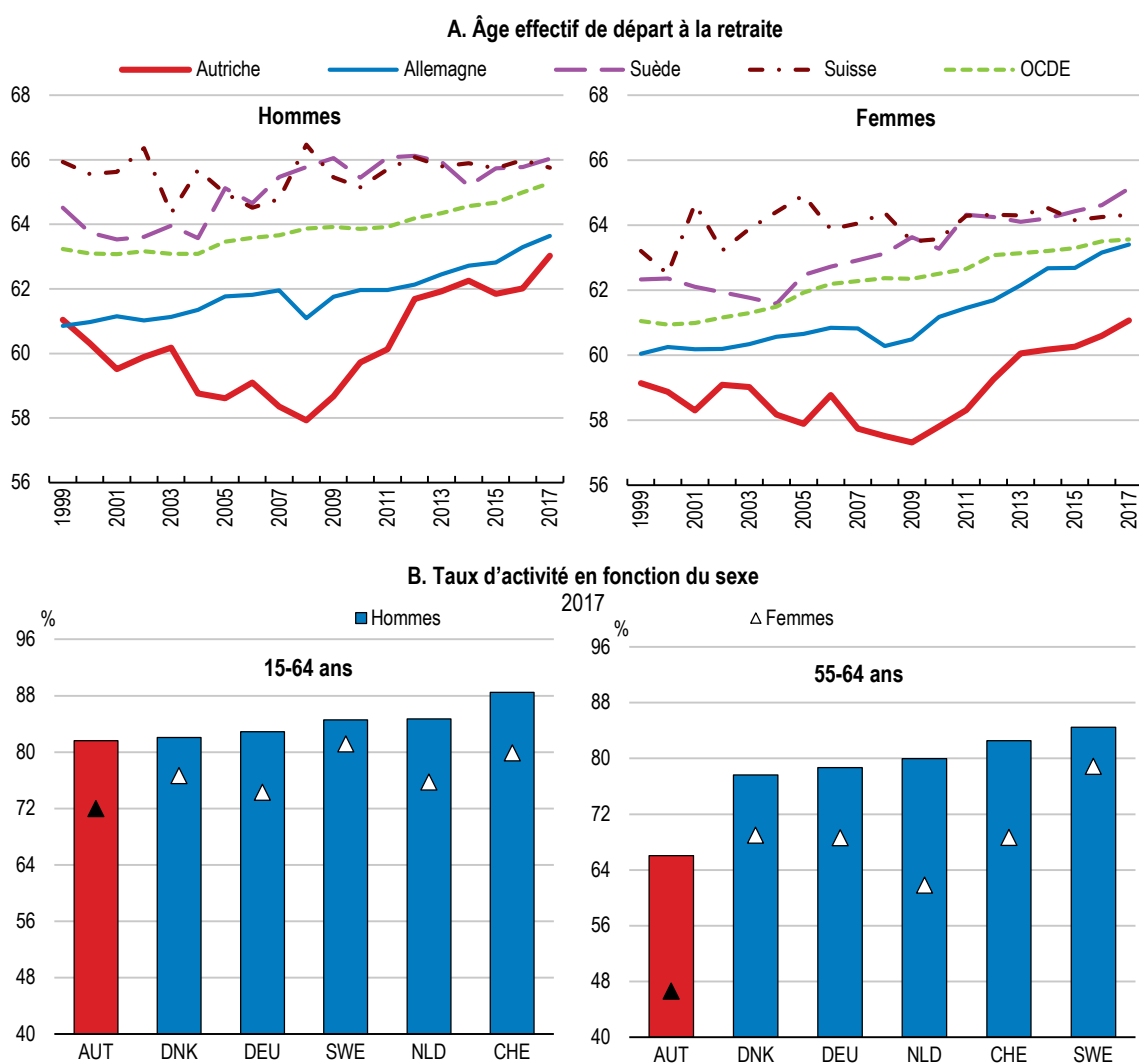 A. Âge effectif de départ à la retraite
Autriche Allemagne Suède Suisse OCDE
Hommes
68
66
64
62
60
58
56
1999 2001 2003 2005 2007 2009 2011 2013 2015 2017
Femmes
68
66
64
62
60
58
56
1999 2001 2003 2005 2007 2009 2011 2013 2015 2017
B. Taux d’activité en fonction du sexe
2017
Hommes Femmes
%
15-64 ans
96
88
80
72
64
56
48
40
AUT DNK DEU SWE NLD CHE
%
55-64 ans
96
88
80
72
64
56
48
40
AUT DNK DEU NLD CHE SWE